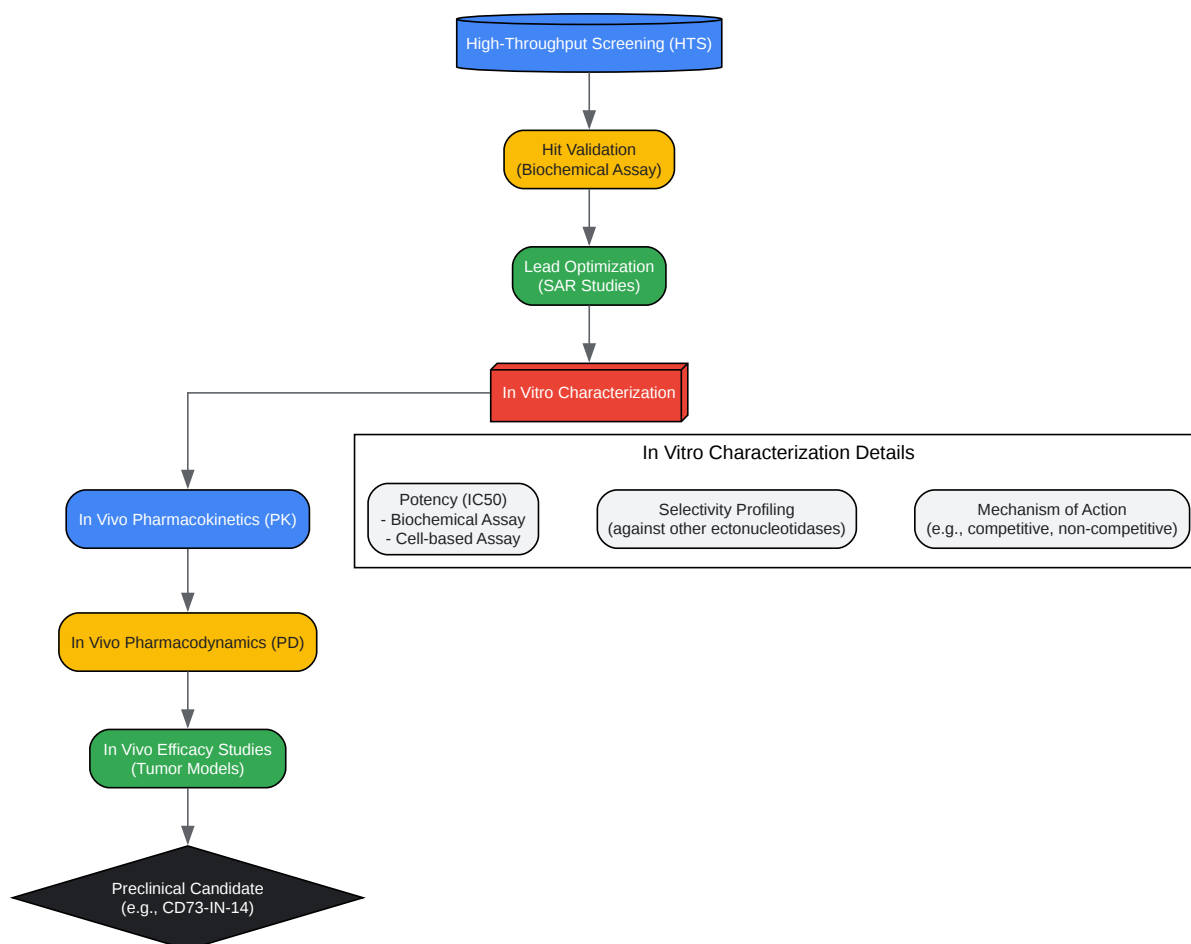 High-Throughput Screening (HTS)
Hit Validation
(Biochemical Assay)
Lead Optimization
(SAR Studies)
In Vitro Characterization
In Vitro Characterization Details
Potency (IC50)
- Biochemical Assay
- Cell-based Assay
Selectivity Profiling
(against other ectonucleotidases)
Mechanism of Action
(e.g., competitive, non-competitive)
In Vivo Pharmacokinetics (PK)
In Vivo Pharmacodynamics (PD)
In Vivo Efficacy Studies
(Tumor Models)
Preclinical Candidate
(e.g., CD73-IN-14)